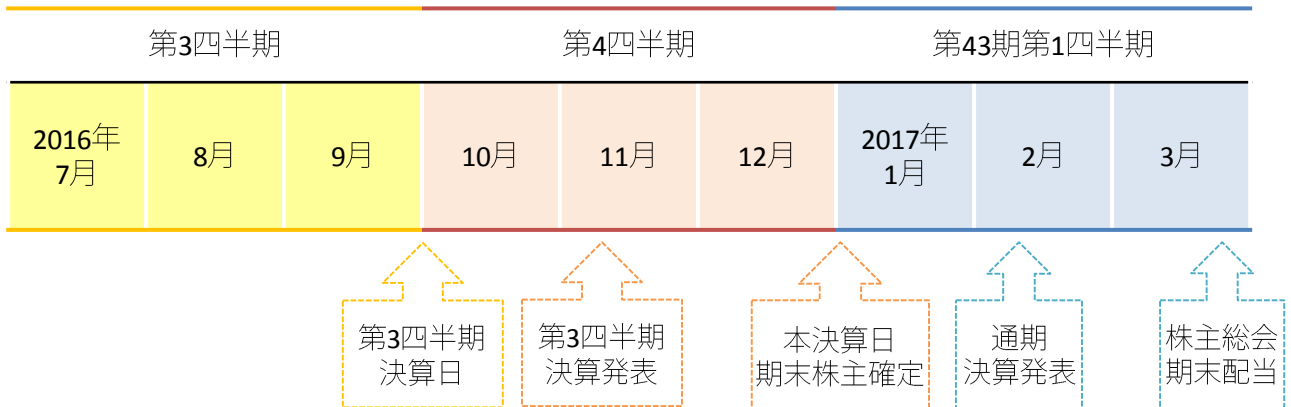 第3四半期
第4四半期
第43期第1四半期
2016年
7月
8月
9月
10月
11月
12月
2017年
1月
2月
3月
第3四半期
決算日
第3四半期
決算発表
本決算日
期末株主確定
通期
決算発表
株主総会
期末配当